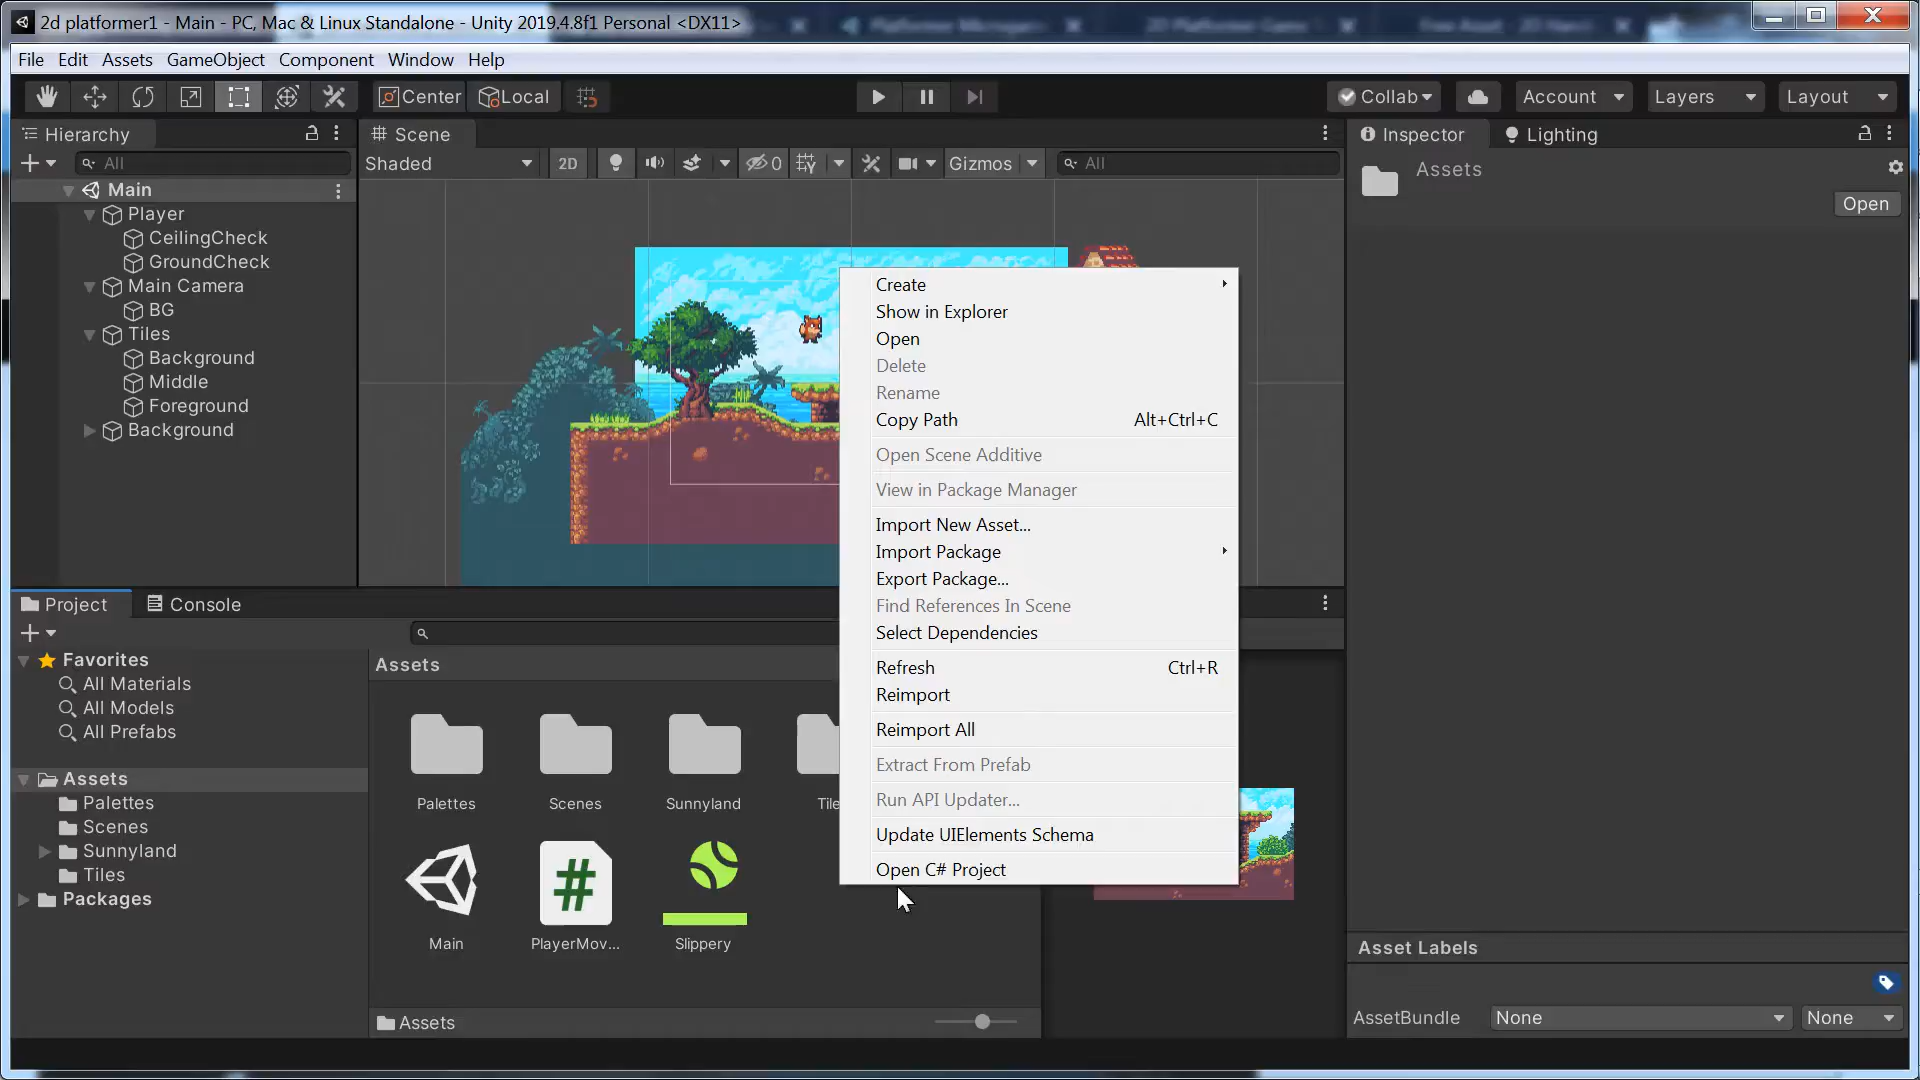 2d platformer1 - Main - PC, Mac & Linux Standalone - Unity 2019.4.8f1 Personal <DX11>
File Edit Assets GameObject Component Window Help
Center Local Collab Account Layers Layout
Hierarchy
All
Main
Player
CeilingCheck
GroundCheck
Main Camera
BG
Tiles
Background
Middle
Foreground
Background
Scene
Shaded 2D 0 Gizmos All
Inspector Lighting
Assets
Open
Create
Show in Explorer
Open
Delete
Rename
Copy Path Alt+Ctrl+C
Open Scene Additive
View in Package Manager
Import New Asset...
Import Package
Export Package...
Find References In Scene
Select Dependencies
Refresh Ctrl+R
Reimport
Reimport All
Extract From Prefab
Run API Updater...
Update UIElements Schema
Open C# Project
Project Console
Favorites
All Materials
All Models
All Prefabs
Assets
Palettes
Scenes
Sunnyland
Tiles
Packages
Assets
Palettes Scenes Sunnyland Tile
Main PlayerMov... Slippery
Assets
Asset Labels
AssetBundle None None